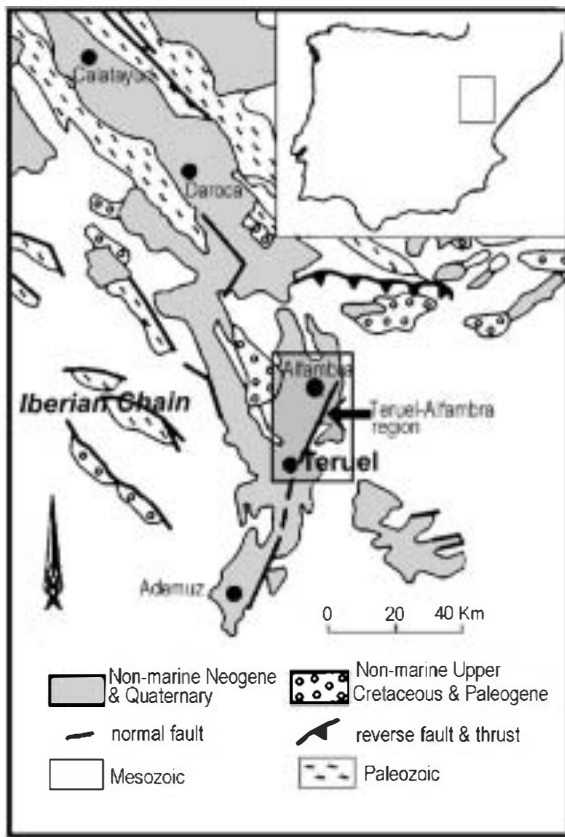 Calatayud
Daroca
Alfambra
Iberian Chain
Teruel-Alfambra
region
Teruel
Ademuz
0 20 40 Km
Non-marine Neogene
& Quaternary
Non-marine Upper
Cretaceous & Paleogene
normal fault
reverse fault & thrust
Mesozoic
Paleozoic